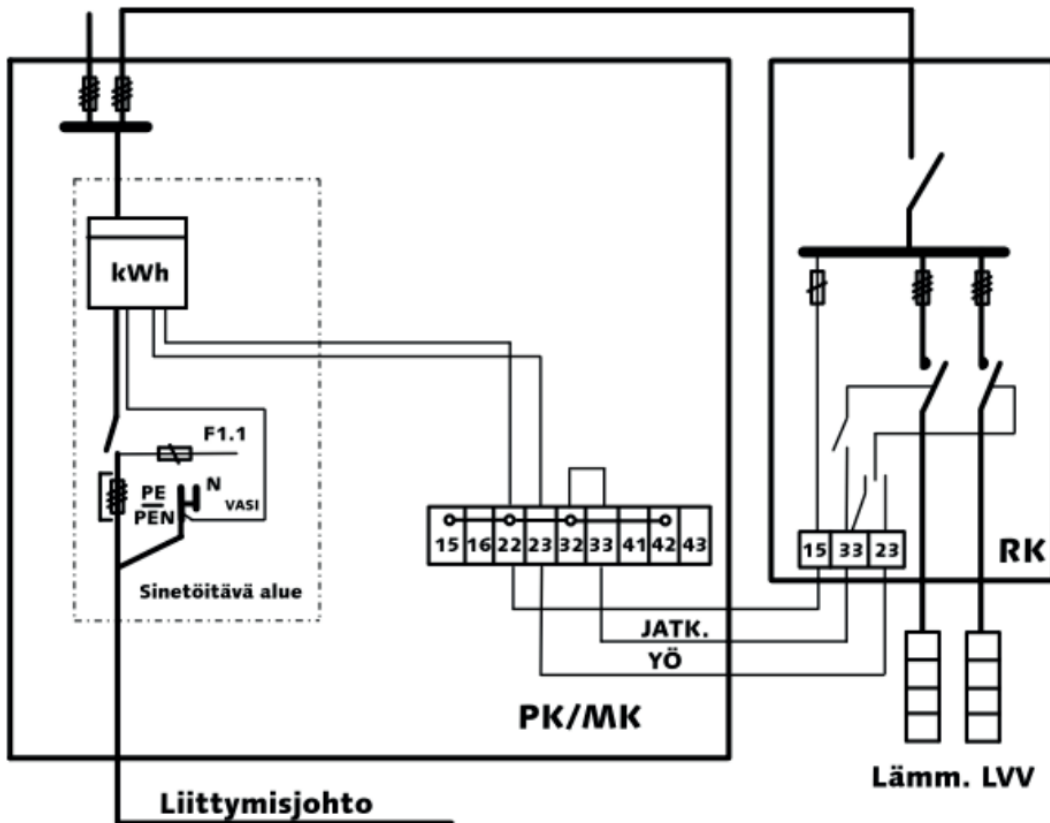 kWh
F1.1
PE
PEN
N
VASI
Sinetöitävä alue
15 16 22 23 32 33 41 42 43
15 33 23
RK
JATK.
YÖ
PK/MK
Lämm. LVV
Liittymisjohto